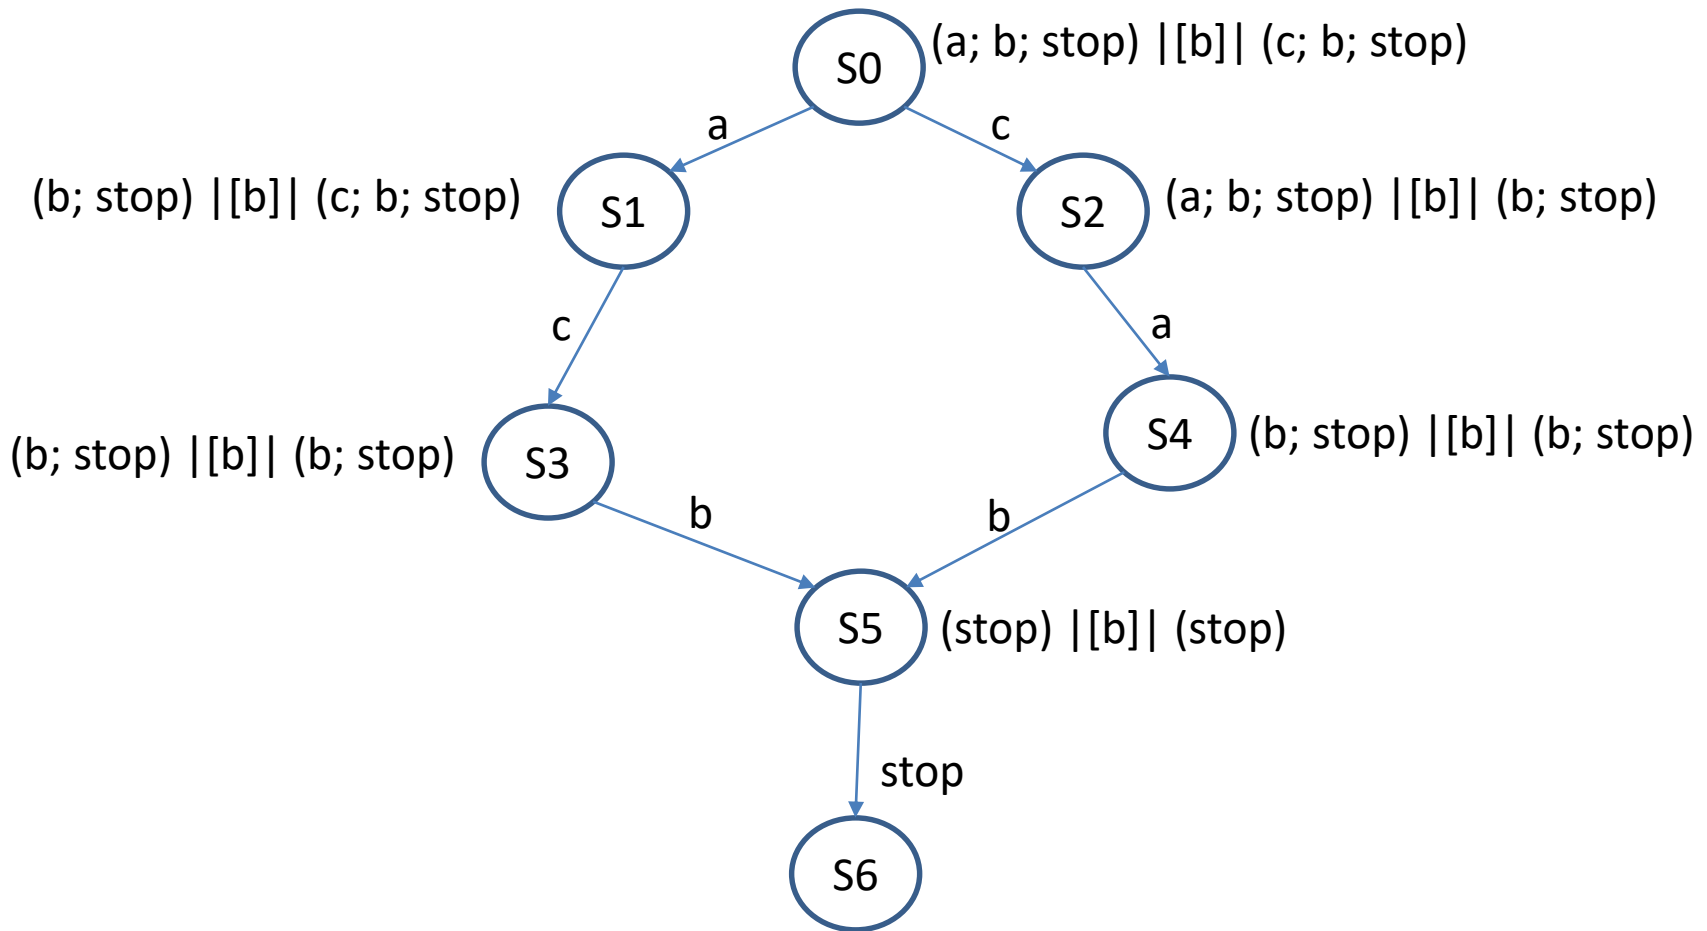 S0 (a; b; stop) |[b]| (c; b; stop)
a
c
(b; stop) |[b]| (c; b; stop)
S1
S2
(a; b; stop) |[b]| (b; stop)
c
a
(b; stop) |[b]| (b; stop)
S3
S4
(b; stop) |[b]| (b; stop)
b
b
S5
(stop) |[b]| (stop)
stop
S6